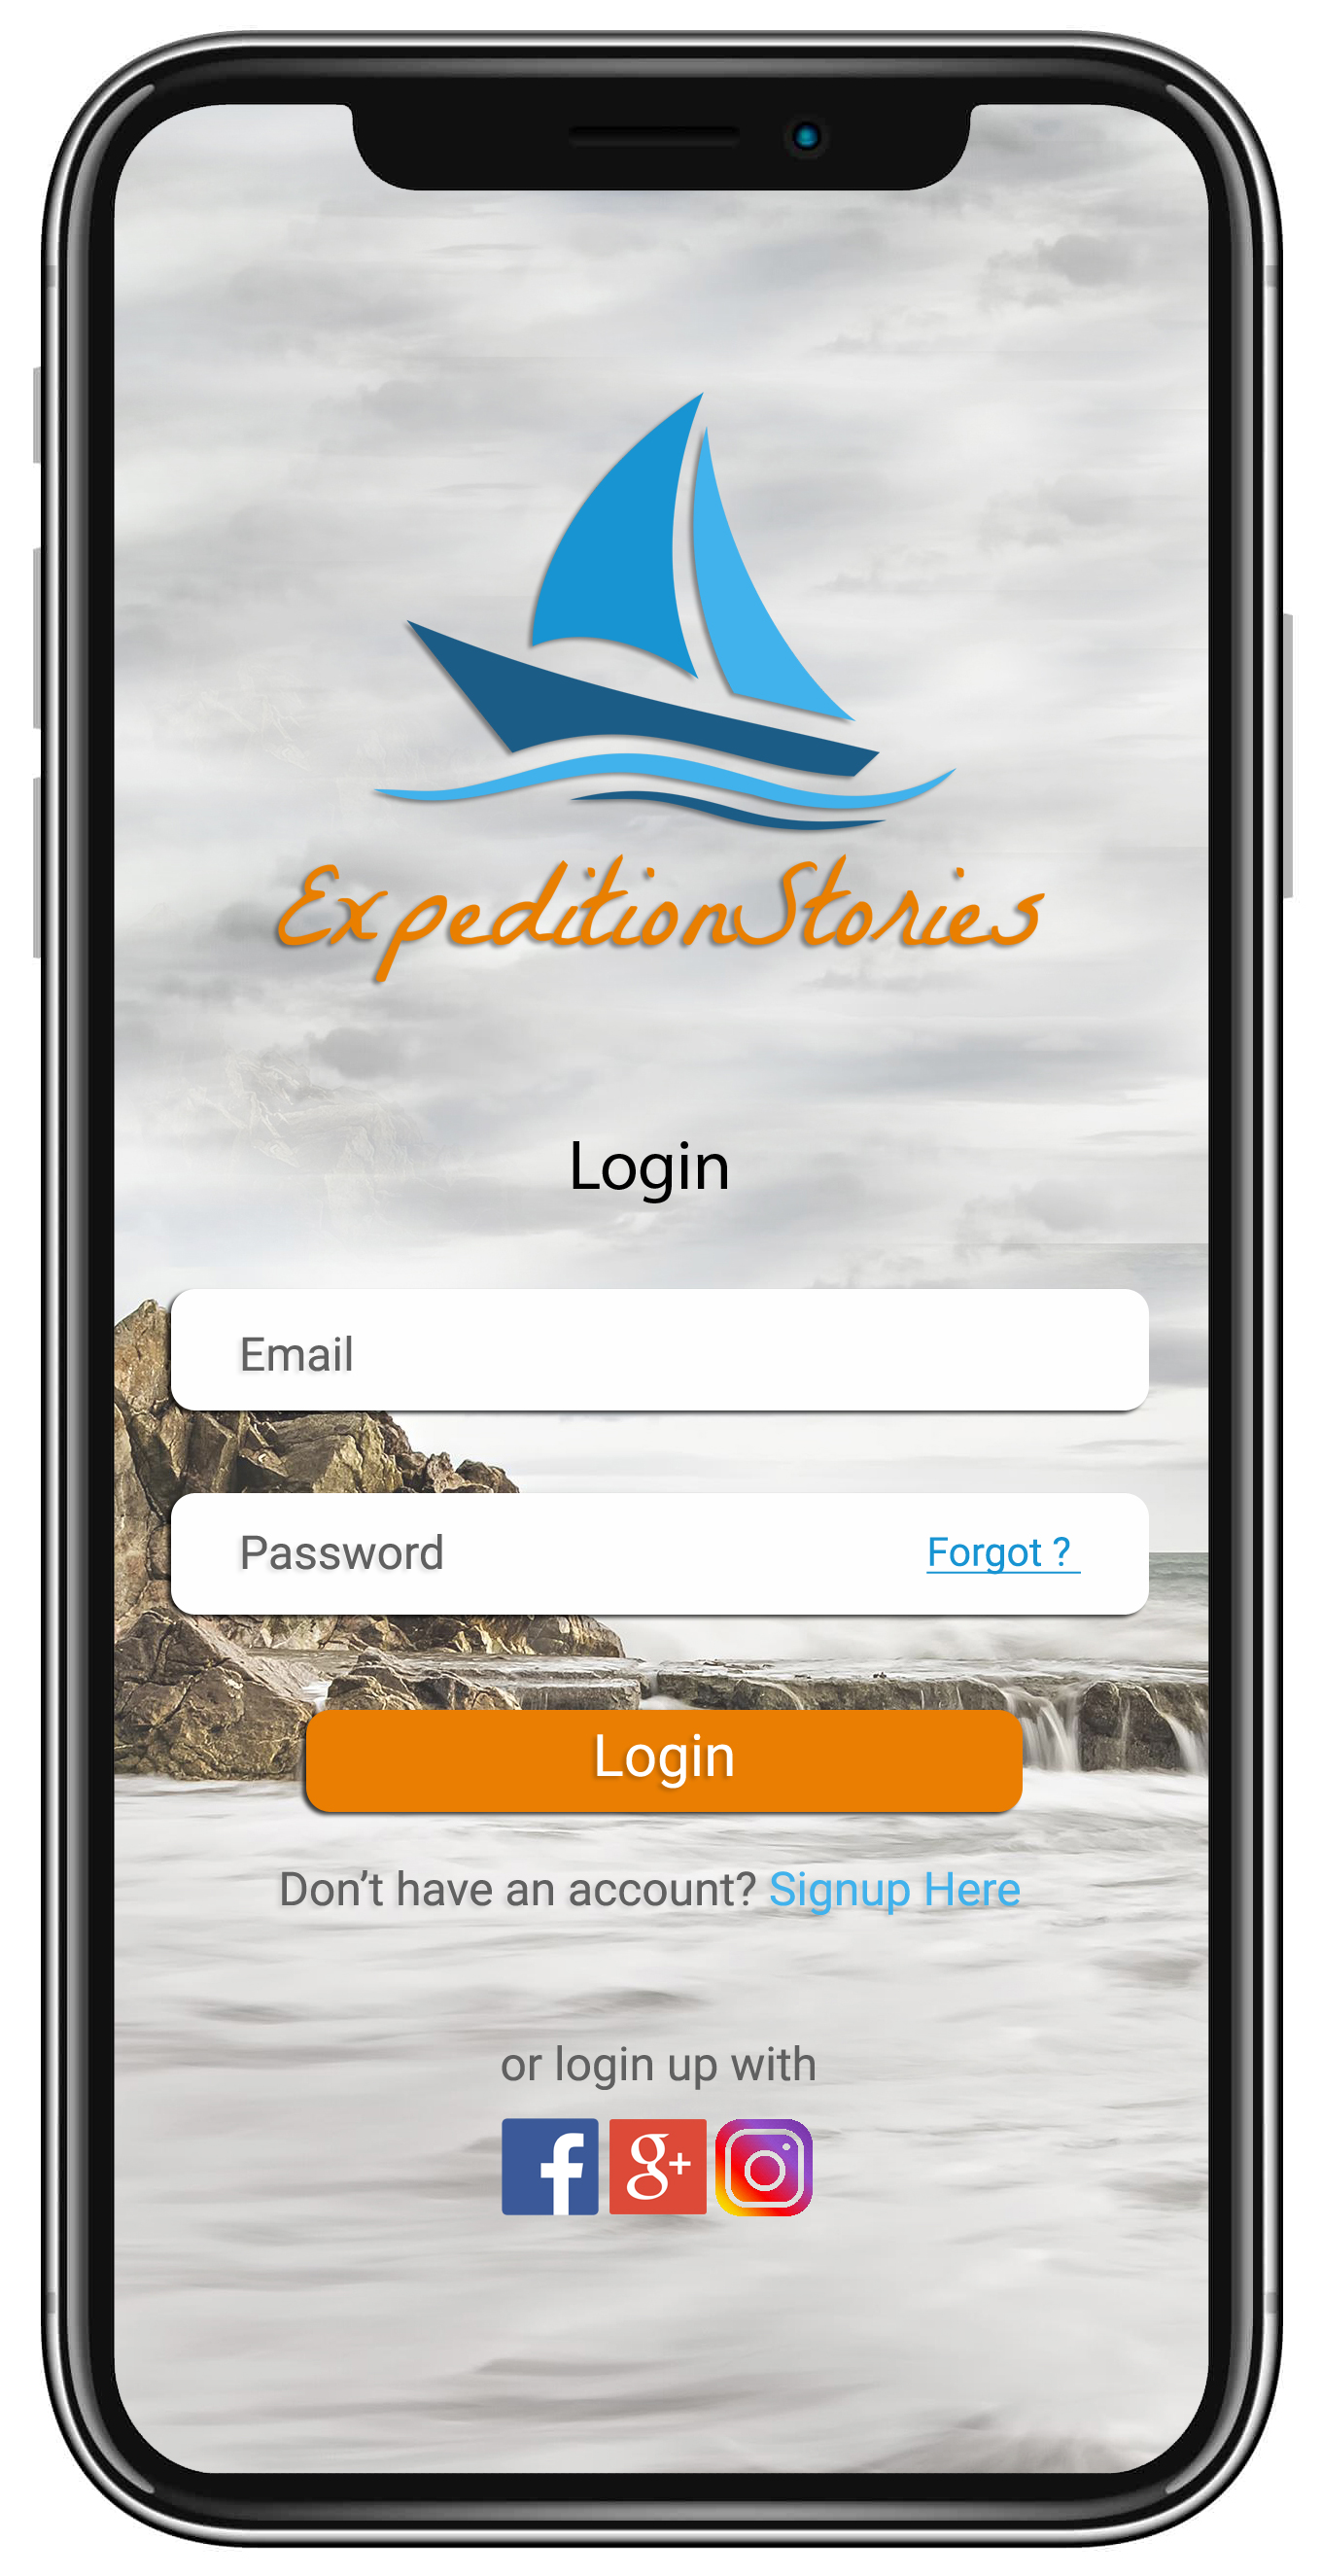 ExpeditionStories
Login
Email
Password
Forgot ?
Login
Don’t have an account? Signup Here
or login up with
f g+